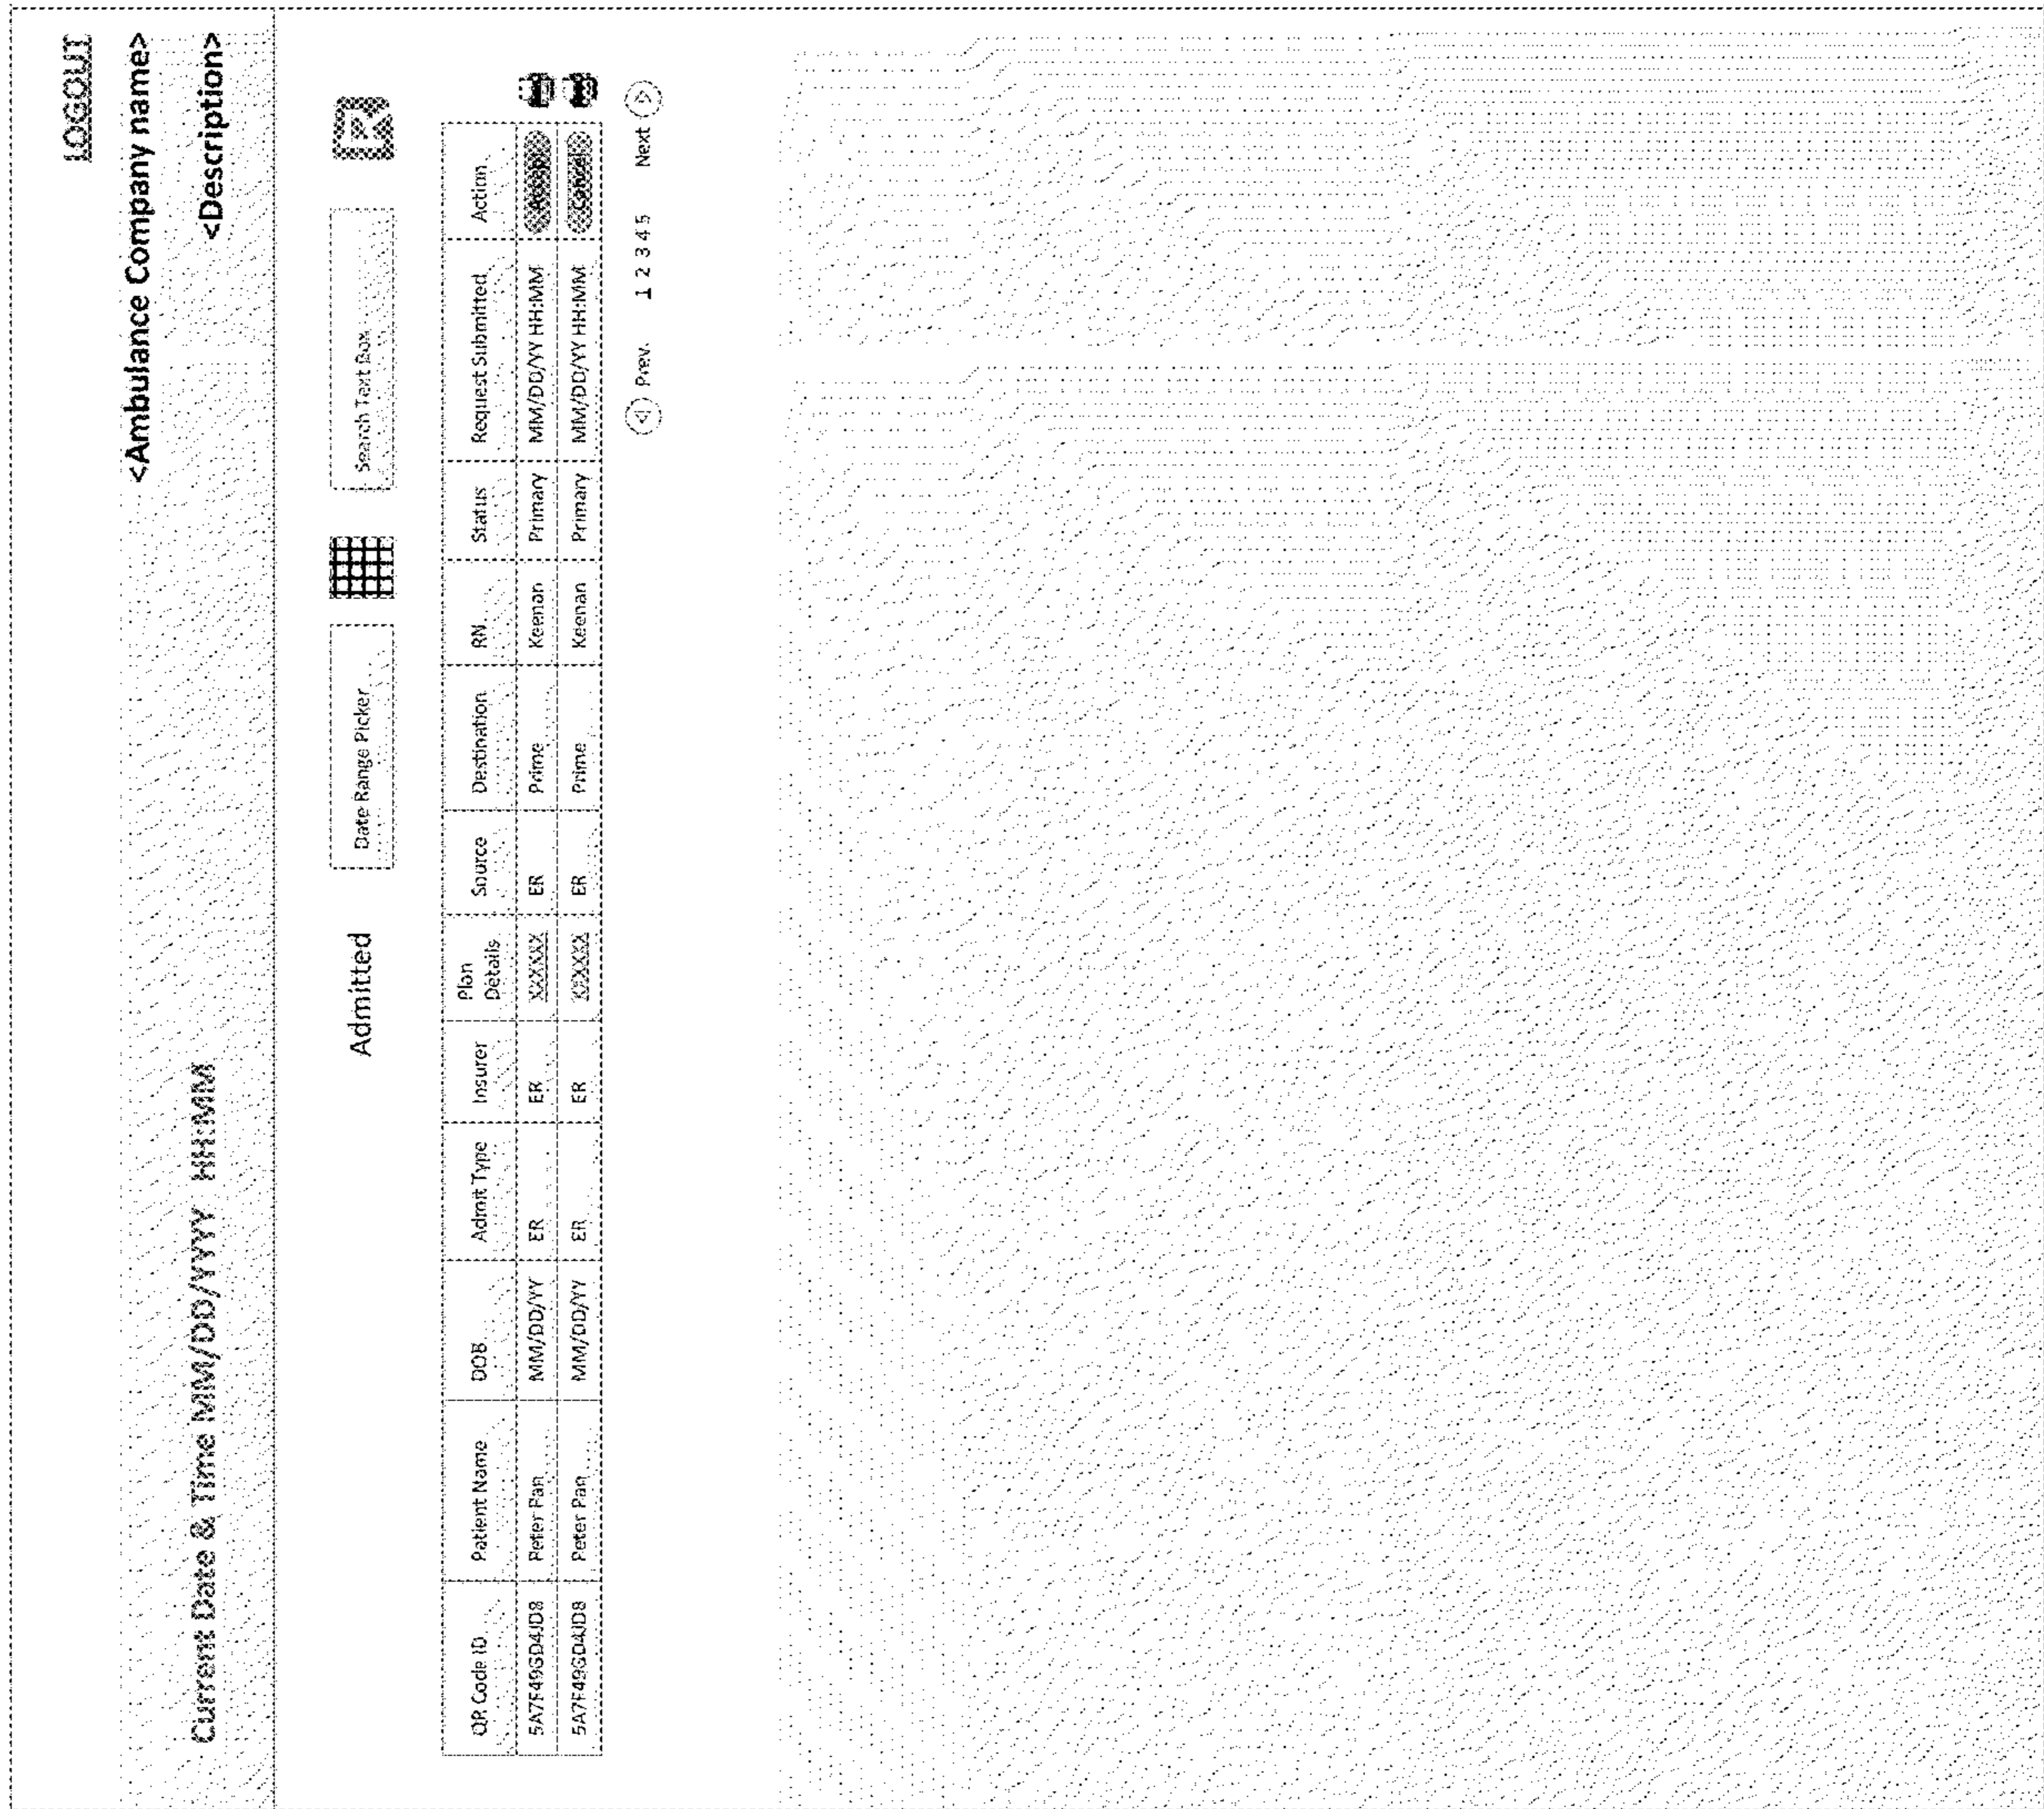 LOGOUT
<Ambulance Company name>
Current Date & Time MM/DD/YYYY HH:MM <Description>
Admitted Date Range Picker Search Text Box
QR Code ID Patient Name DOB Admit Type Insurer Plan Details Source Destination RN Status Request Submitted Action
5A7F49GD4JD8 Peter Pan MM/DD/YY ER ER XXXXX ER Prime Keenan Primary MM/DD/YY HH:MM Accept
5A7F49GD4JD8 Peter Pan MM/DD/YY ER ER XXXXX ER Prime Keenan Primary MM/DD/YY HH:MM Cancel
Prev. 1 2 3 4 5 Next